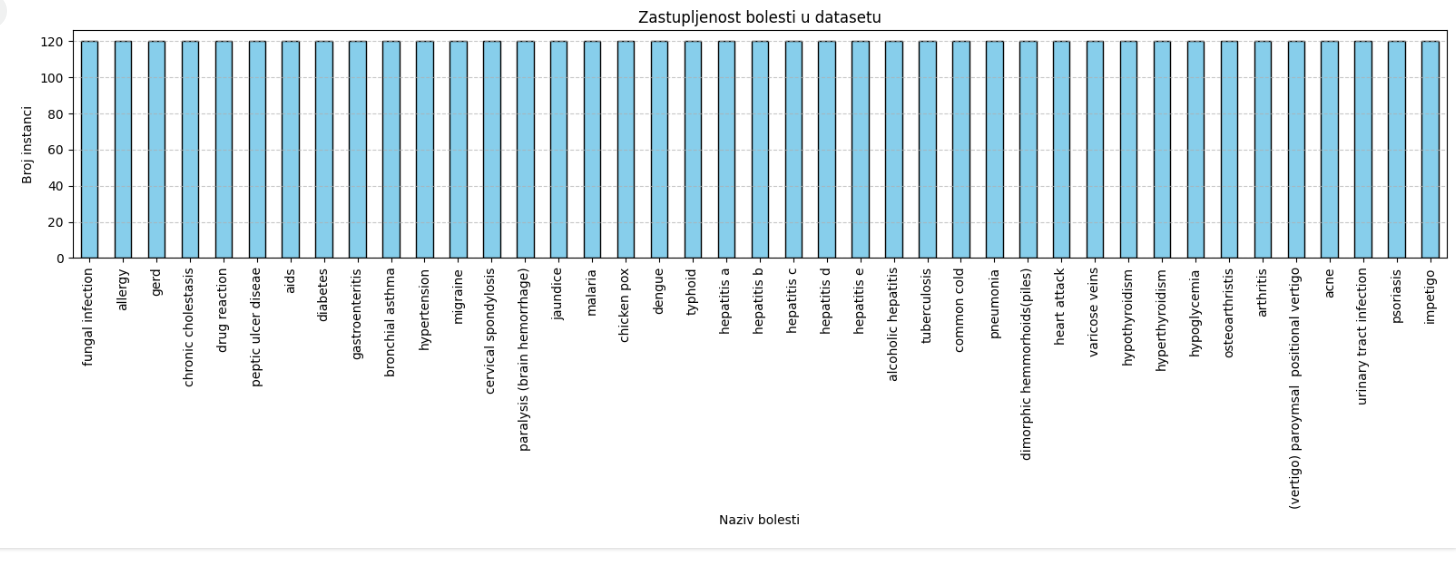 Zastupljenost bolesti u datasetu
Broj instanci
120
100
80
60
40
20
0
fungal infection
allergy
gerd
chronic cholestasis
drug reaction
peptic ulcer diseae
aids
diabetes
gastroenteritis
bronchial asthma
hypertension
migraine
cervical spondylosis
paralysis (brain hemorrhage)
jaundice
malaria
chicken pox
dengue
typhoid
hepatitis a
hepatitis b
hepatitis c
hepatitis d
hepatitis e
alcoholic hepatitis
tuberculosis
common cold
pneumonia
dimorphic hemmorhoids(piles)
heart attack
varicose veins
hypothyroidism
hyperthyroidism
hypoglycemia
osteoarthristis
arthritis
(vertigo) paroymsal  positional vertigo
acne
urinary tract infection
psoriasis
impetigo
Naziv bolesti